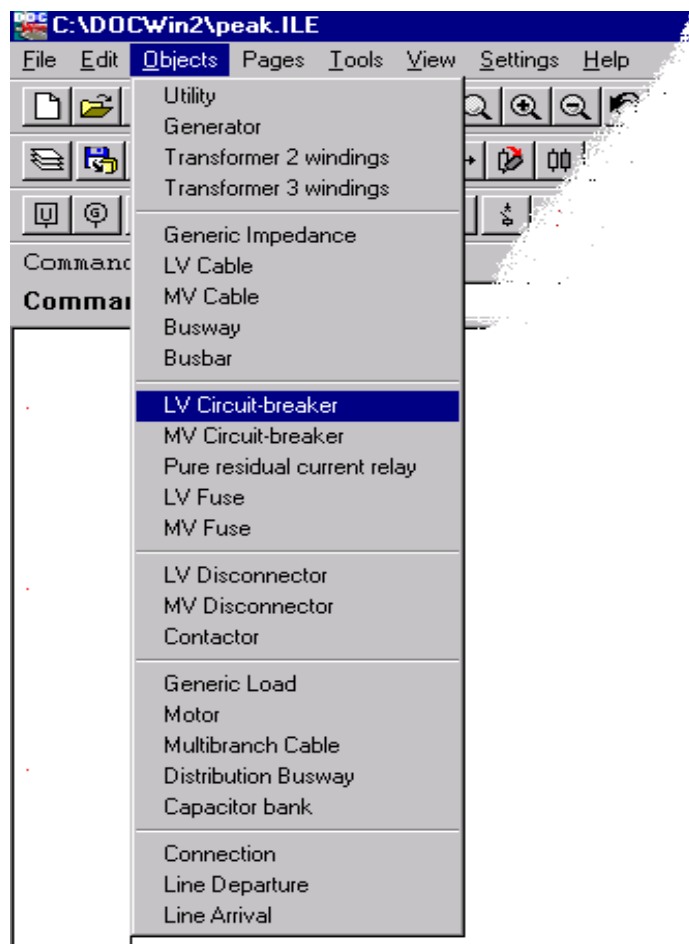 C:\DOCWin2\peak.ILE
File Edit Objects Pages Tools View Settings Help
Utility
Generator
Transformer 2 windings
Transformer 3 windings
Generic Impedance
LV Cable
MV Cable
Busway
Busbar
LV Circuit-breaker
MV Circuit-breaker
Pure residual current relay
LV Fuse
MV Fuse
LV Disconnector
MV Disconnector
Contactor
Generic Load
Motor
Multibranch Cable
Distribution Busway
Capacitor bank
Connection
Line Departure
Line Arrival